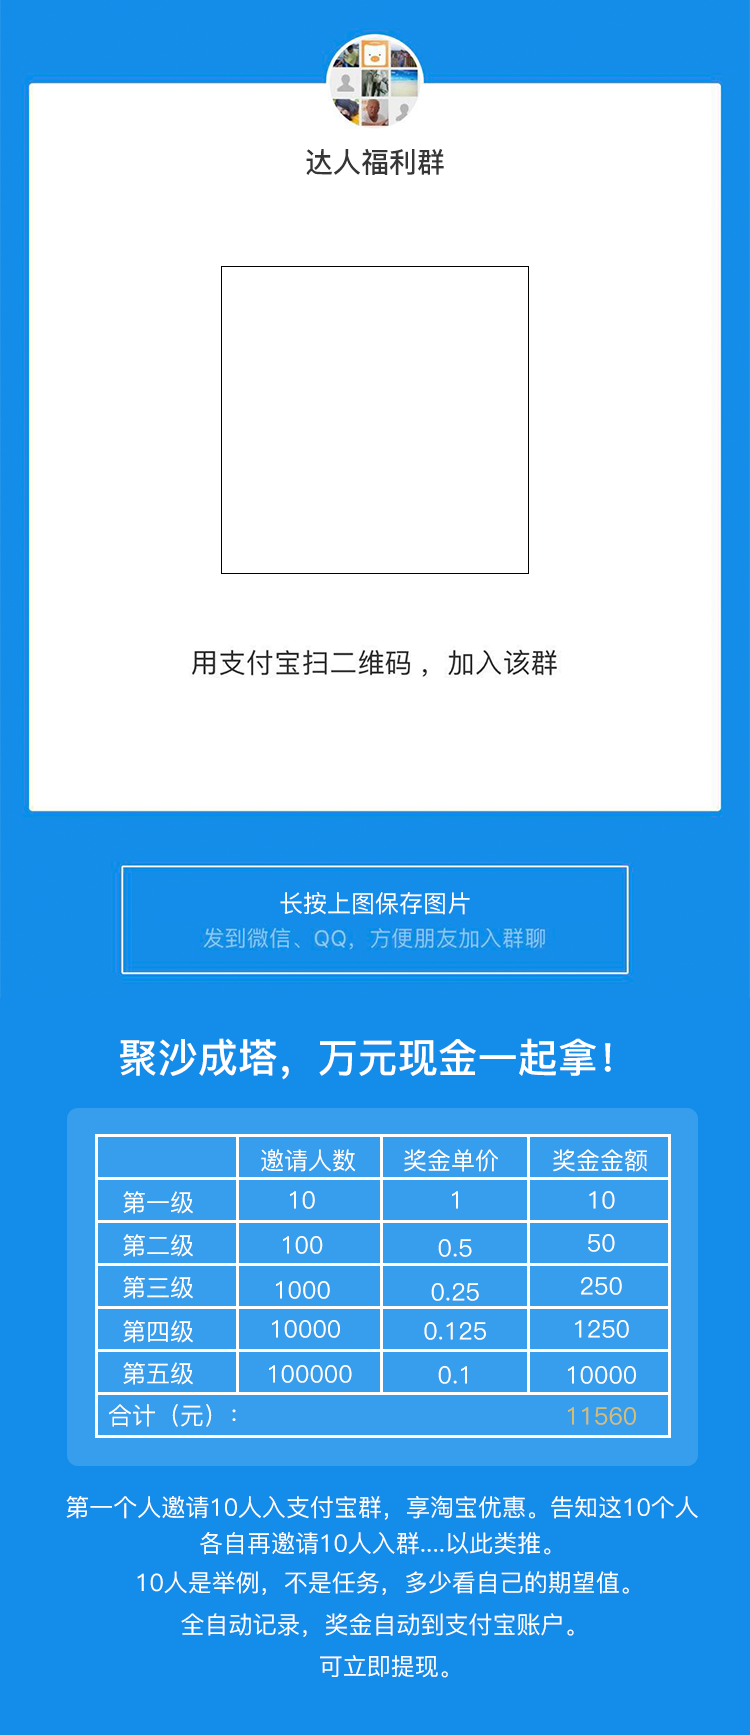 达人福利群
用支付宝扫二维码，加入该群
长按上图保存图片
发到微信、QQ，方便朋友加入群聊
聚沙成塔，万元现金一起拿！
邀请人数 奖金单价 奖金金额
第一级 10 1 10
第二级 100 0.5 50
第三级 1000 0.25 250
第四级 10000 0.125 1250
第五级 100000 0.1 10000
合计（元）： 11560
第一个人邀请10人入支付宝群，享淘宝优惠。告知这10个人
各自再邀请10人入群....以此类推。
10人是举例，不是任务，多少看自己的期望值。
全自动记录，奖金自动到支付宝账户。
可立即提现。